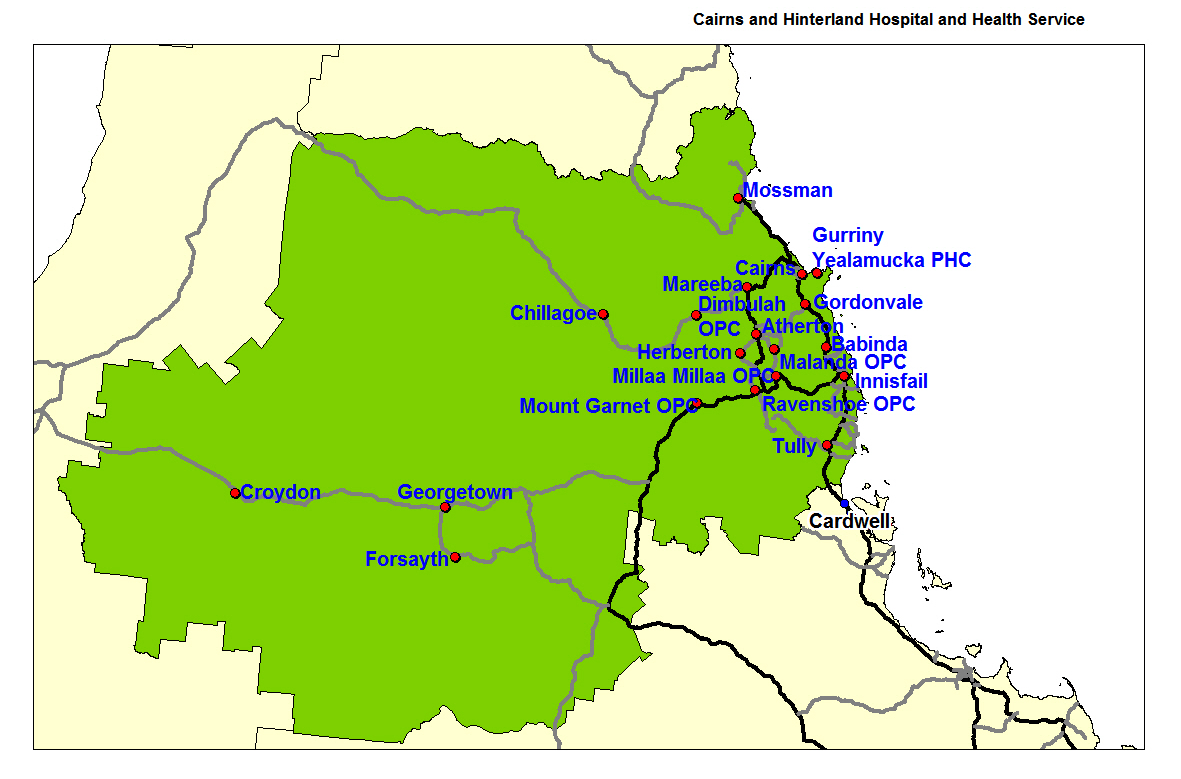 Cairns and Hinterland Hospital and Health Service
Mossman
Gurriny
Yealamucka PHC
Cairns
Mareeba
Dimbulah
OPC
Gordonvale
Chillagoe
Atherton
Babinda
Herberton
Malanda OPC
Millaa Millaa OPC
Innisfail
Mount Garnet OPC
Ravenshoe OPC
Tully
Croydon
Georgetown
Cardwell
Forsayth